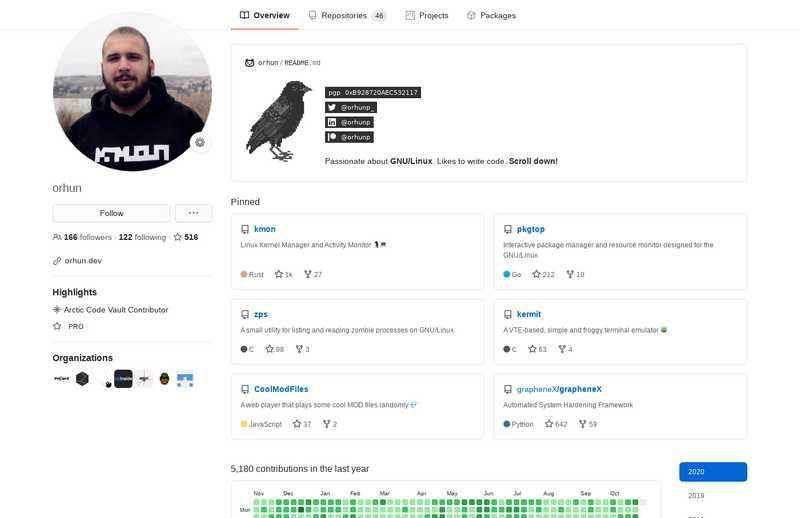 Overview
Repositories 46
Projects
Packages
orhun / README.md
pgp 0xB928720AEC532117
@orhunp_
@orhunp
@orhunp
Passionate about GNU/Linux. Likes to write code. Scroll down!
orhun
Follow
166 followers · 122 following · 516
orhun.dev
Highlights
Arctic Code Vault Contributor
PRO
Organizations
Pinned
kmon
Linux Kernel Manager and Activity Monitor
Rust 1k 27
pkgtop
Interactive package manager and resource monitor designed for the
GNU/Linux.
Go 212 10
zps
A small utility for listing and reaping zombie processes on GNU/Linux.
C 98 3
kermit
A VTE-based, simple and froggy terminal emulator
C 63 4
CoolModFiles
A web player that plays some cool MOD files randomly
JavaScript 37 2
grapheneX/grapheneX
Automated System Hardening Framework
Python 642 59
5,180 contributions in the last year
Nov Dec Jan Feb Mar Apr May Jun Jul Aug Sep Oct
Mon
2020
2019